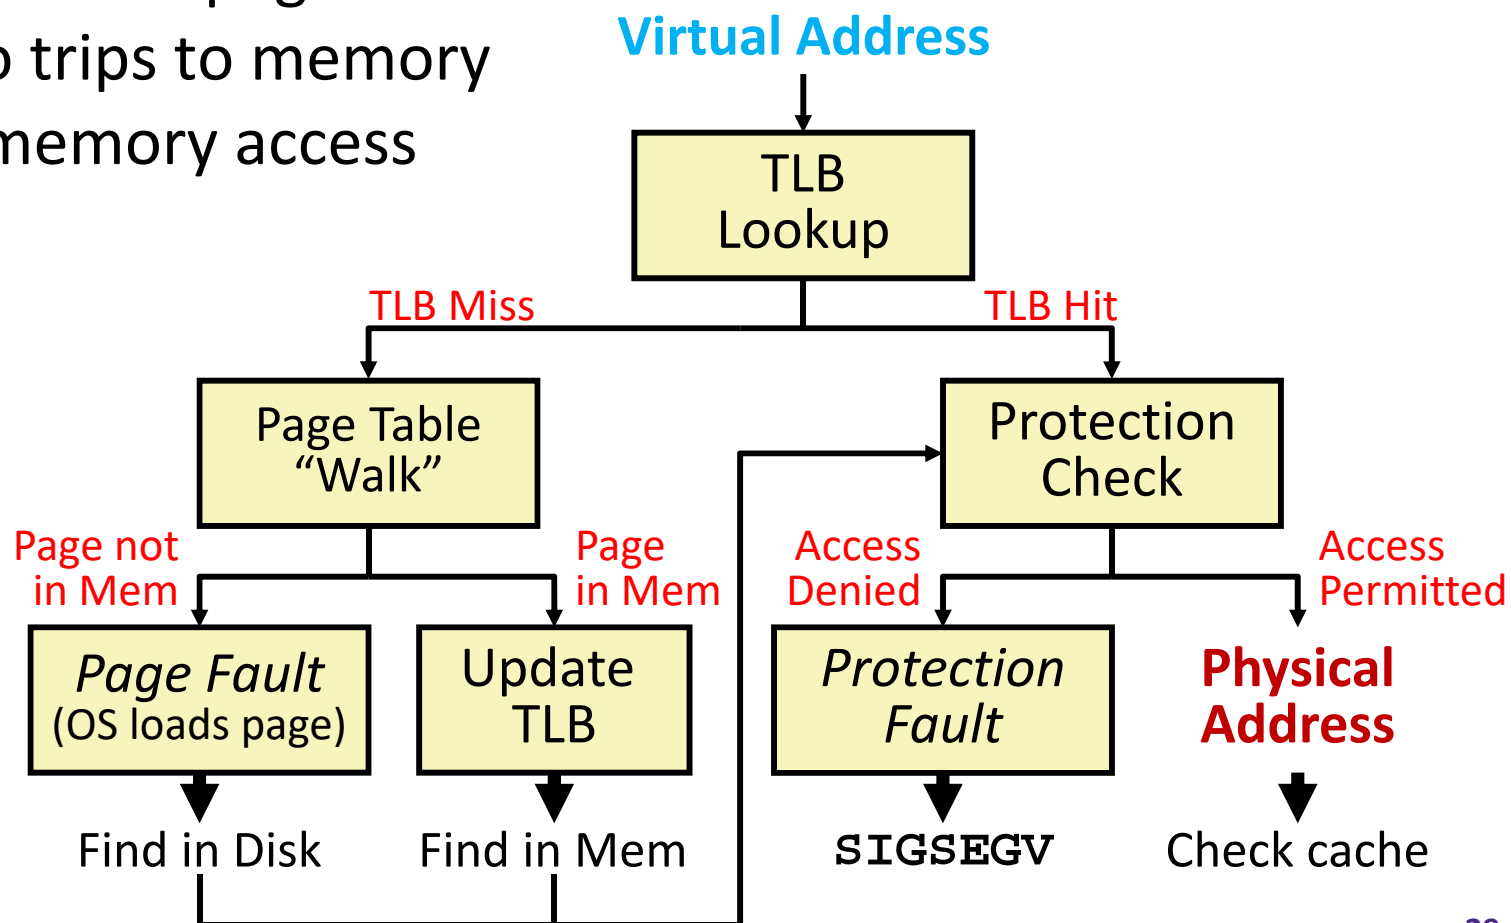 trips to memory
memory access
Virtual Address
TLB
Lookup
TLB Miss
TLB Hit
Page Table
“Walk”
Protection
Check
Page not
in Mem
Page
in Mem
Access
Denied
Access
Permitted
Page Fault
(OS loads page)
Update
TLB
Protection
Fault
Physical
Address
Find in Disk
Find in Mem
SIGSEGV
Check cache